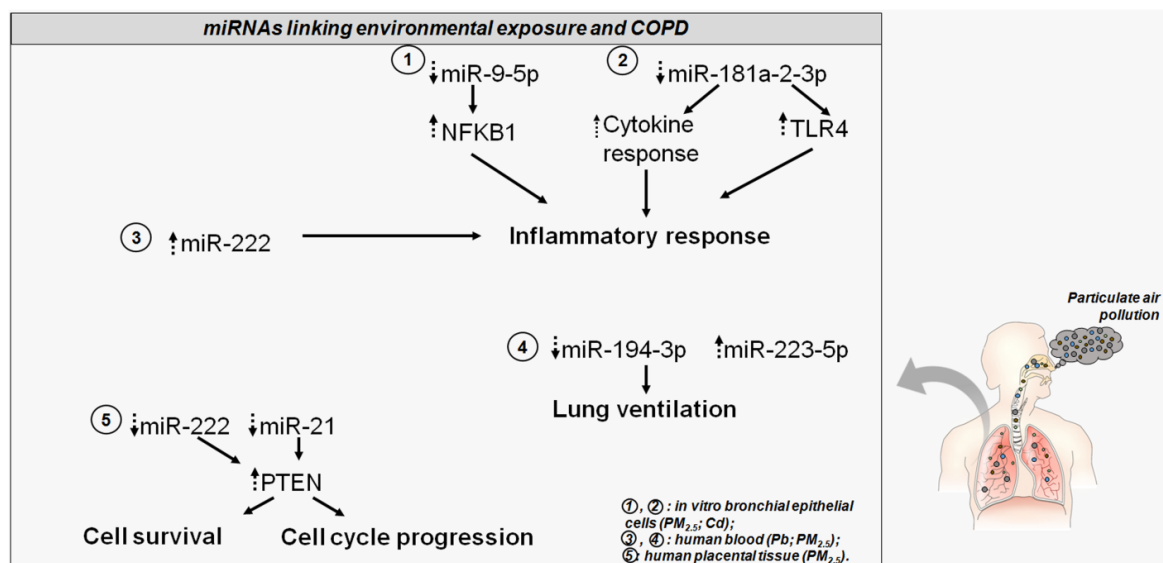 miRNAs linking environmental exposure and COPD
1 miR-9-5p
2 miR-181a-2-3p
NFKB1
Cytokine
response
TLR4
3 miR-222
Inflammatory response
Particulate air
pollution
4 miR-194-3p miR-223-5p
Lung ventilation
5 miR-222 miR-21
PTEN
Cell survival
Cell cycle progression
①, ② : in vitro bronchial epithelial
cells (PM2.5; Cd);
③ , ④ : human blood (Pb; PM2.5);
⑤: human placental tissue (PM2.5).